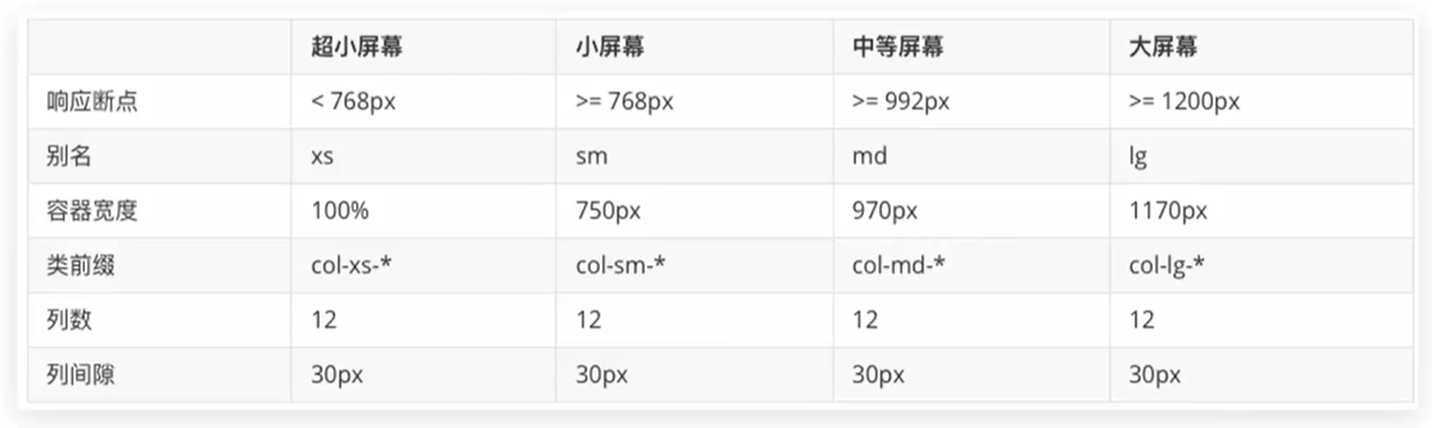 超小屏幕 小屏幕 中等屏幕 大屏幕
响应断点 < 768px >= 768px >= 992px >= 1200px
别名 xs sm md lg
容器宽度 100% 750px 970px 1170px
类前缀 col-xs-* col-sm-* col-md-* col-lg-*
列数 12 12 12 12
列间隙 30px 30px 30px 30px